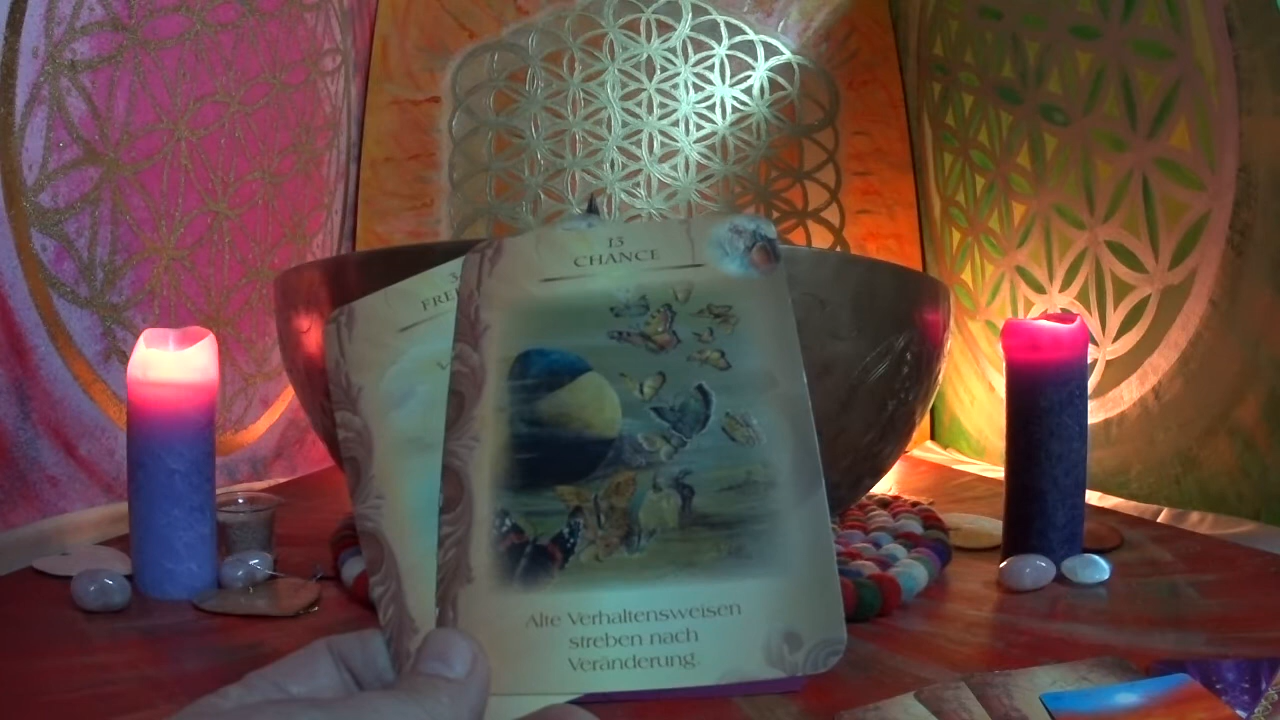 13
CHANCE
Alte Verhaltensweisen
streben nach
Veränderung.